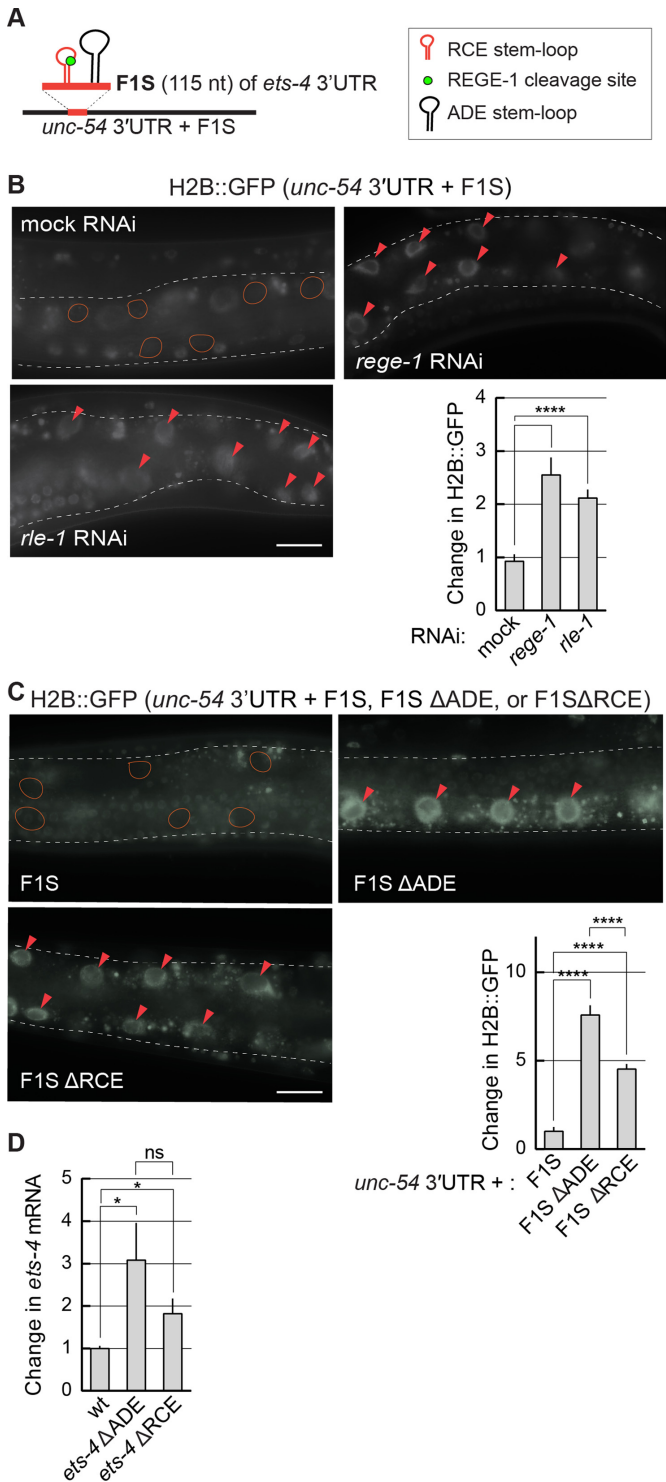 A
F1S (115 nt) of ets-4 3'UTR
unc-54 3'UTR + F1S
RCE stem-loop
REGE-1 cleavage site
ADE stem-loop
B
H2B::GFP (unc-54 3'UTR + F1S)
mock RNAi
rege-1 RNAi
rle-1 RNAi
Change in H2B::GFP
4
3
2
1
0
****
RNAi:
mock
rege-1
rle-1
C
H2B::GFP (unc-54 3'UTR + F1S, F1S ΔADE, or F1SΔRCE)
F1S
F1S ΔADE
F1S ΔRCE
Change in H2B::GFP
10
5
0
****
****
****
unc-54 3'UTR + :
F1S
F1S ΔADE
F1S ΔRCE
D
Change in ets-4 mRNA
5
4
3
2
1
0
ns
*
*
wt
ets-4 ΔADE
ets-4 ΔRCE